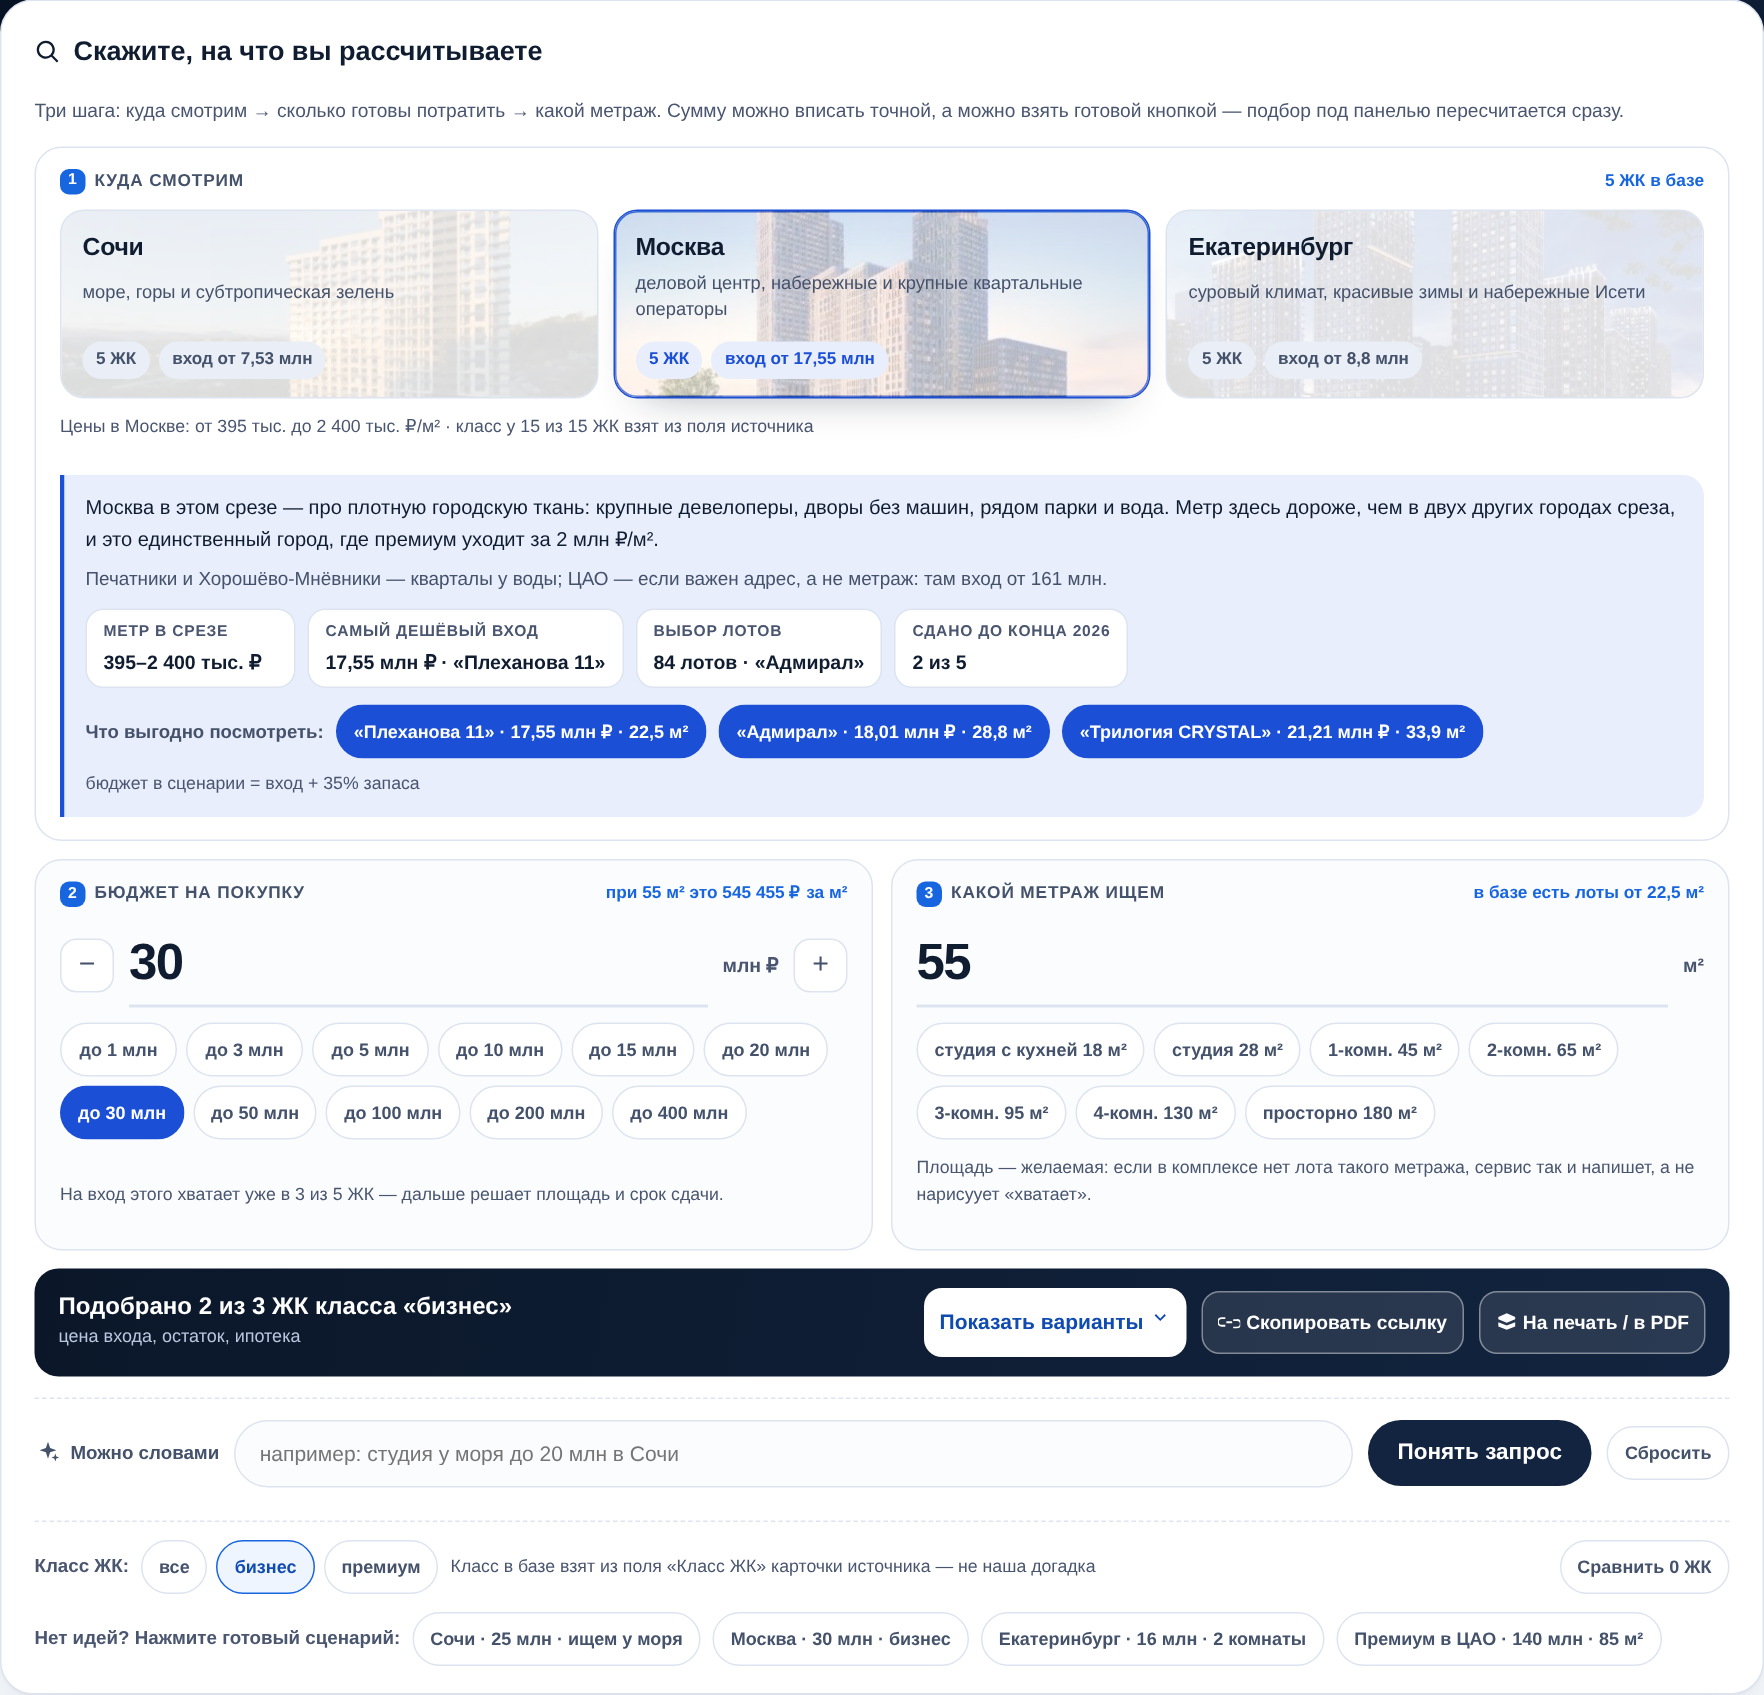 Скажите, на что вы рассчитываете
Три шага: куда смотрим → сколько готовы потратить → какой метраж. Сумму можно вписать точной, а можно взять готовой кнопкой — подбор под панелью пересчитается сразу.
1 КУДА СМОТРИМ
5 ЖК в базе
Сочи
море, горы и субтропическая зелень
5 ЖК вход от 7,53 млн
Москва
деловой центр, набережные и крупные квартальные
операторы
5 ЖК вход от 17,55 млн
Екатеринбург
суровый климат, красивые зимы и набережные Исети
5 ЖК вход от 8,8 млн
Цены в Москве: от 395 тыс. до 2 400 тыс. ₽/м² · класс у 15 из 15 ЖК взят из поля источника
Москва в этом срезе — про плотную городскую ткань: крупные девелоперы, дворы без машин, рядом парки и вода. Метр здесь дороже, чем в двух других городах среза,
и это единственный город, где премиум уходит за 2 млн ₽/м².
Печатники и Хорошёво-Мнёвники — кварталы у воды; ЦАО — если важен адрес, а не метраж: там вход от 161 млн.
МЕТР В СРЕЗЕ
395–2 400 тыс. ₽
САМЫЙ ДЕШЁВЫЙ ВХОД
17,55 млн ₽ · «Плеханова 11»
ВЫБОР ЛОТОВ
84 лотов · «Адмирал»
СДАНО ДО КОНЦА 2026
2 из 5
Что выгодно посмотреть: «Плеханова 11» · 17,55 млн ₽ · 22,5 м² «Адмирал» · 18,01 млн ₽ · 28,8 м² «Трилогия CRYSTAL» · 21,21 млн ₽ · 33,9 м²
бюджет в сценарии = вход + 35% запаса
2 БЮДЖЕТ НА ПОКУПКУ
при 55 м² это 545 455 ₽ за м²
− 30 млн ₽ +
до 1 млн до 3 млн до 5 млн до 10 млн до 15 млн до 20 млн
до 30 млн до 50 млн до 100 млн до 200 млн до 400 млн
На вход этого хватает уже в 3 из 5 ЖК — дальше решает площадь и срок сдачи.
3 КАКОЙ МЕТРАЖ ИЩЕМ
в базе есть лоты от 22,5 м²
55 м²
студия с кухней 18 м² студия 28 м² 1-комн. 45 м² 2-комн. 65 м²
3-комн. 95 м² 4-комн. 130 м² просторно 180 м²
Площадь — желаемая: если в комплексе нет лота такого метража, сервис так и напишет, а не
нарисуует «хватает».
Подобрано 2 из 3 ЖК класса «бизнес»
цена входа, остаток, ипотека
Показать варианты
Скопировать ссылку
На печать / в PDF
Можно словами
например: студия у моря до 20 млн в Сочи
Понять запрос
Сбросить
Класс ЖК: все бизнес премиум Класс в базе взят из поля «Класс ЖК» карточки источника — не наша догадка
Сравнить 0 ЖК
Нет идей? Нажмите готовый сценарий: Сочи · 25 млн · ищем у моря Москва · 30 млн · бизнес Екатеринбург · 16 млн · 2 комнаты Премиум в ЦАО · 140 млн · 85 м²